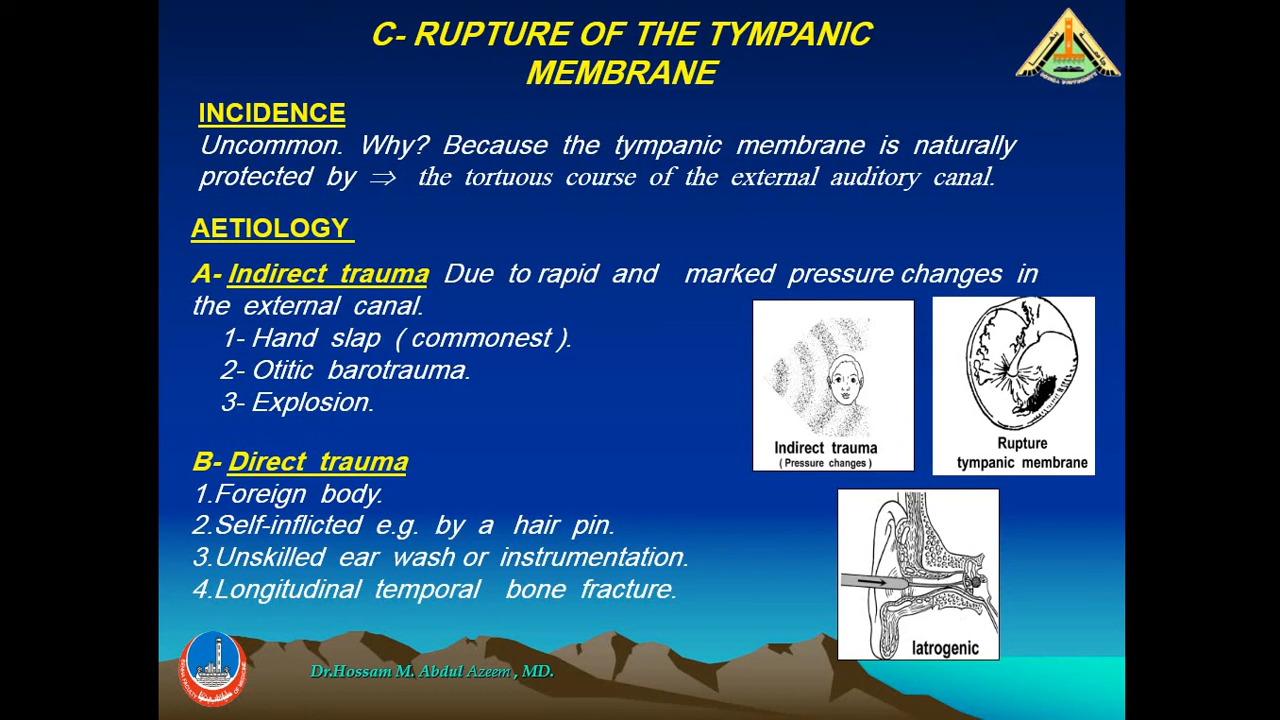 C- RUPTURE OF THE TYMPANIC
MEMBRANE
INCIDENCE
Uncommon. Why? Because the tympanic membrane is naturally
protected by ⇒ the tortuous course of the external auditory canal.
AETIOLOGY
A- Indirect trauma Due to rapid and marked pressure changes in
the external canal.
1- Hand slap ( commonest ).
2- Otitic barotrauma.
3- Explosion.
Indirect trauma
( Pressure changes )
Rupture
tympanic membrane
B- Direct trauma
1.Foreign body.
2.Self-inflicted e.g. by a hair pin.
3.Unskilled ear wash or instrumentation.
4.Longitudinal temporal bone fracture.
Iatrogenic
Dr.Hossam M. Abdul Azeem , MD.